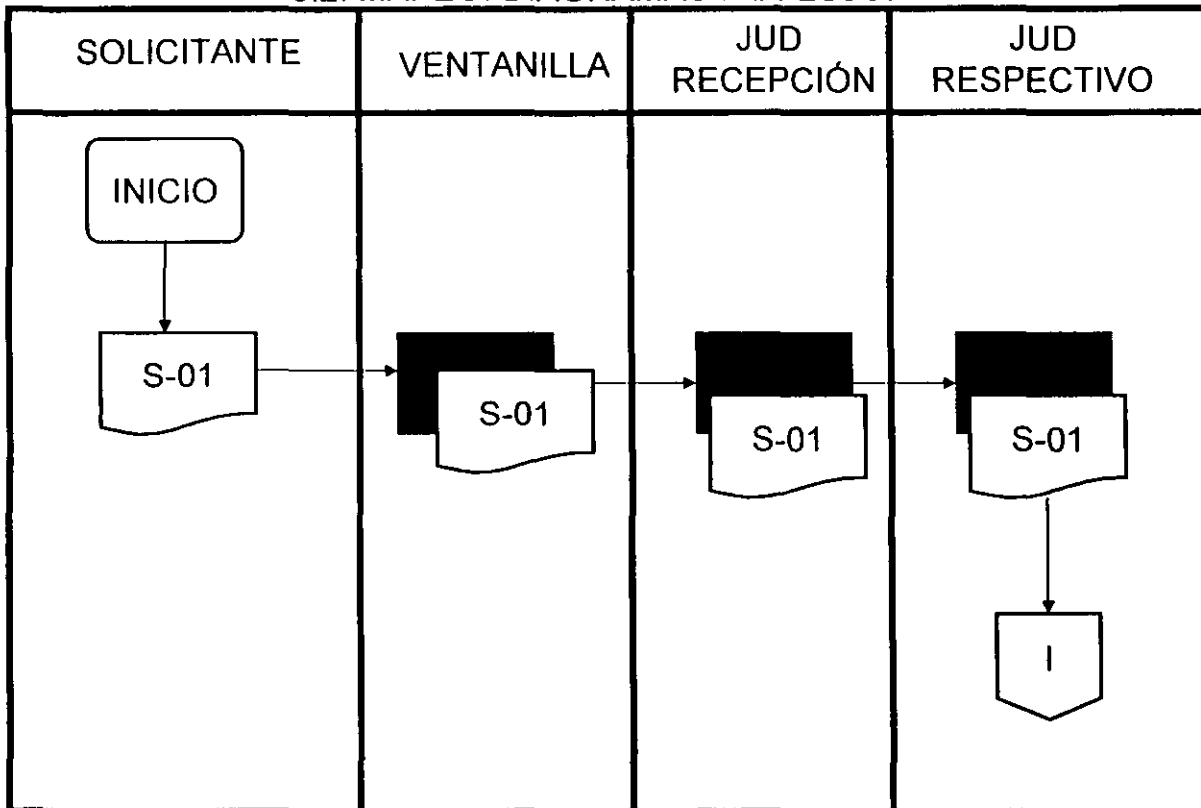 SOLICITANTE
VENTANILLA
JUD
RECEPCIÓN
JUD
RESPECTIVO
INICIO
S-01
S-01
S-01
S-01
I